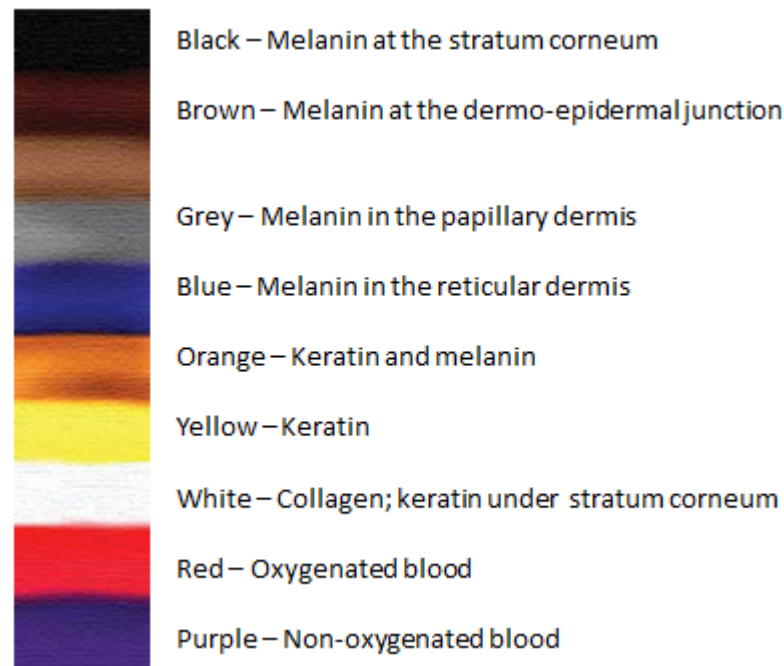 Black – Melanin at the stratum corneum
Brown – Melanin at the dermo-epidermal junction
Grey – Melanin in the papillary dermis
Blue – Melanin in the reticular dermis
Orange – Keratin and melanin
Yellow – Keratin
White – Collagen; keratin under stratum corneum
Red – Oxygenated blood
Purple – Non-oxygenated blood